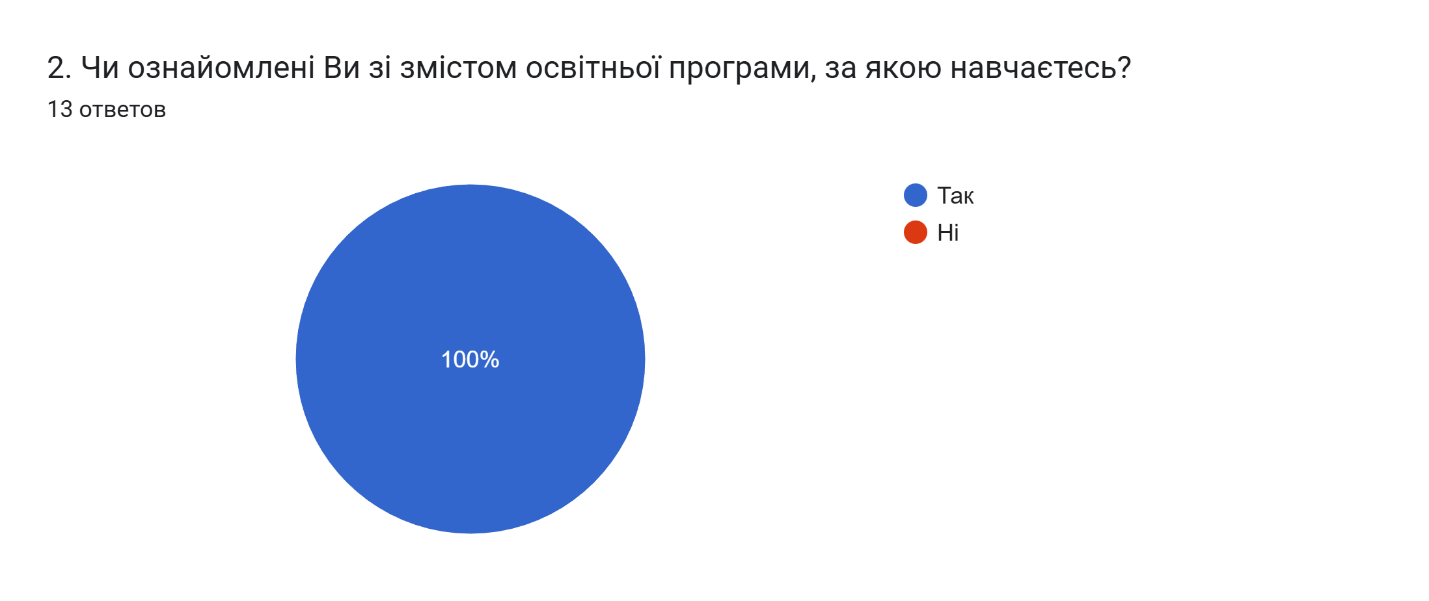 2. Чи ознайомлені Ви зі змістом освітньої програми, за якою навчаєтесь?
13 ответов
Так
Ні
100%